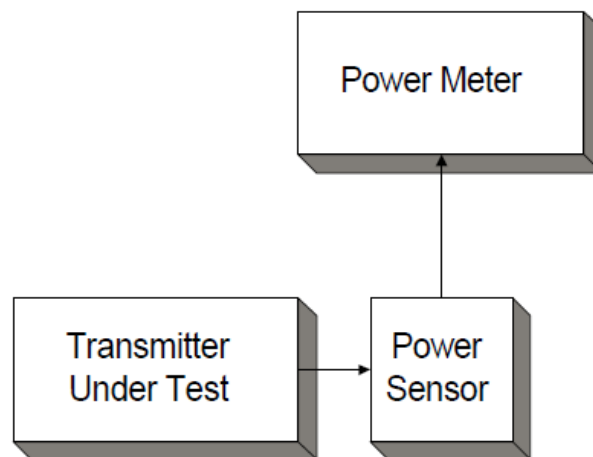 Power Meter
Transmitter
Under Test
Power
Sensor